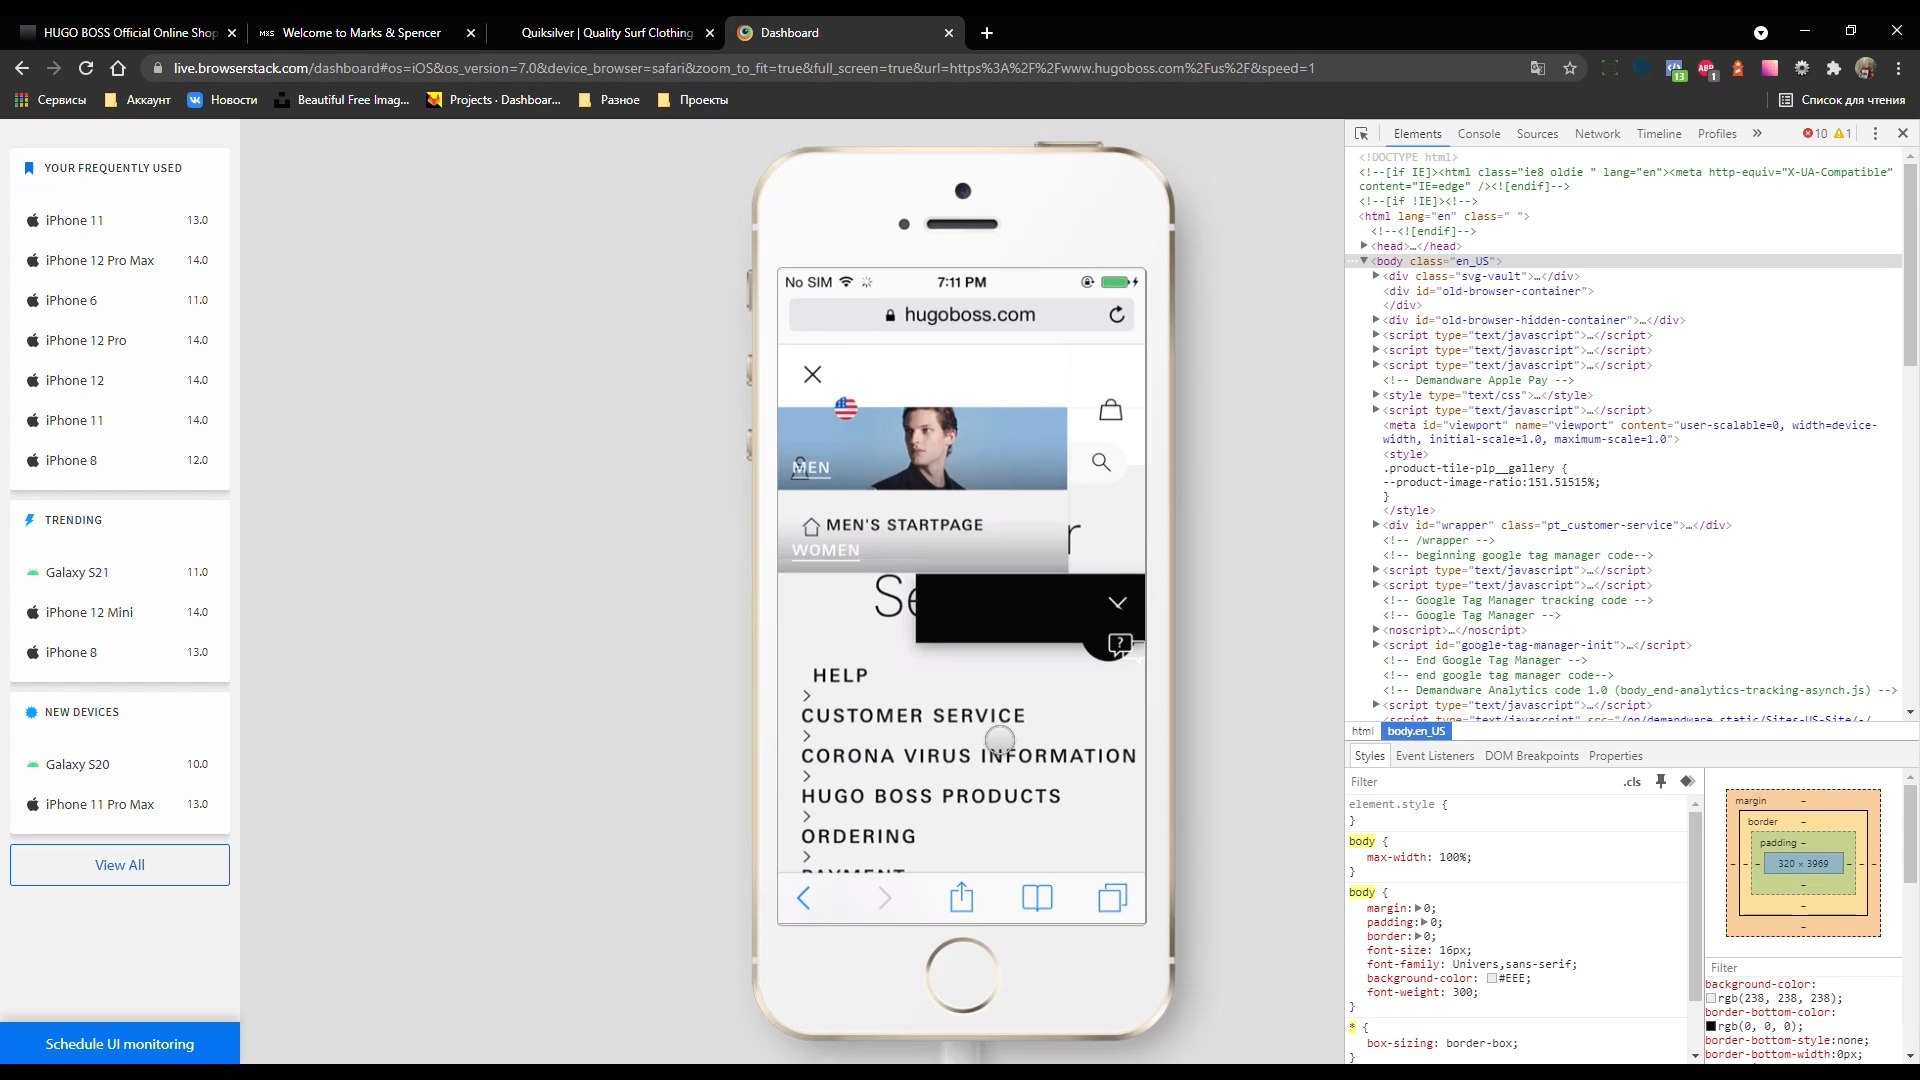 HUGO BOSS Official Online Shop
M&S Welcome to Marks & Spencer
Quiksilver | Quality Surf Clothing
Dashboard
live.browserstack.com/dashboard#os=iOS&os_version=7.0&device_browser=safari&zoom_to_fit=true&full_screen=true&url=https%3A%2F%2Fwww.hugoboss.com%2Fus%2F&speed=1
13
ABP
1
Сервисы
Аккаунт
Новости
Beautiful Free Imag...
Projects · Dashboar...
Разное
Проекты
Список для чтения
YOUR FREQUENTLY USED
iPhone 11 13.0
iPhone 12 Pro Max 14.0
iPhone 6 11.0
iPhone 12 Pro 14.0
iPhone 12 14.0
iPhone 11 14.0
iPhone 8 12.0
TRENDING
Galaxy S21 11.0
iPhone 12 Mini 14.0
iPhone 8 13.0
NEW DEVICES
Galaxy S20 10.0
iPhone 11 Pro Max 13.0
View All
Schedule UI monitoring
No SIM 7:11 PM
hugoboss.com
MEN
MEN'S STARTPAGE
WOMEN
r
Se
?
HELP
>
CUSTOMER SERVICE
>
CORONA VIRUS INFORMATION
>
HUGO BOSS PRODUCTS
>
ORDERING
>
PAYMENT
Elements Console Sources Network Timeline Profiles » 10 1
<!DOCTYPE html>
<!--[if IE]><html class="ie8 oldie " lang="en"><meta http-equiv="X-UA-Compatible"
content="IE=edge" /><![endif]-->
<!--[if !IE]><!-->
<html lang="en" class=" ">
<!--<![endif]-->
<head>…</head>
<body class="en_US">
<div class="svg-vault">…</div>
<div id="old-browser-container">
</div>
<div id="old-browser-hidden-container">…</div>
<script type="text/javascript">…</script>
<script type="text/javascript">…</script>
<script type="text/javascript">…</script>
<!-- Demandware Apple Pay -->
<style type="text/css">…</style>
<script type="text/javascript">…</script>
<meta id="viewport" name="viewport" content="user-scalable=0, width=device-
width, initial-scale=1.0, maximum-scale=1.0">
<style>
.product-tile-plp__gallery {
--product-image-ratio:151.51515%;
}
</style>
<div id="wrapper" class="pt_customer-service">…</div>
<!-- /wrapper -->
<!-- beginning google tag manager code-->
<script type="text/javascript">…</script>
<script type="text/javascript">…</script>
<!-- Google Tag Manager tracking code -->
<!-- Google Tag Manager -->
<noscript>…</noscript>
<script id="google-tag-manager-init">…</script>
<!-- End Google Tag Manager -->
<!-- end google tag manager code-->
<!-- Demandware Analytics code 1.0 (body_end-analytics-tracking-asynch.js) -->
<script type="text/javascript">…</script>
<script type="text/javascript" src="/on/demandware.static/Sites-US-Site/-/
html body.en_US
Styles Event Listeners DOM Breakpoints Properties
Filter .cls
element.style {
}
body {
max-width: 100%;
}
body {
margin: 0;
padding: 0;
border: 0;
font-size: 16px;
font-family: Univers,sans-serif;
background-color: #EEE;
font-weight: 300;
}
* {
box-sizing: border-box;
}
margin –
border –
padding –
– – – 320 × 3969 – – –
–
–
–
Filter
background-color:
rgb(238, 238, 238);
border-bottom-color:
rgb(0, 0, 0);
border-bottom-style:none;
border-bottom-width:0px;